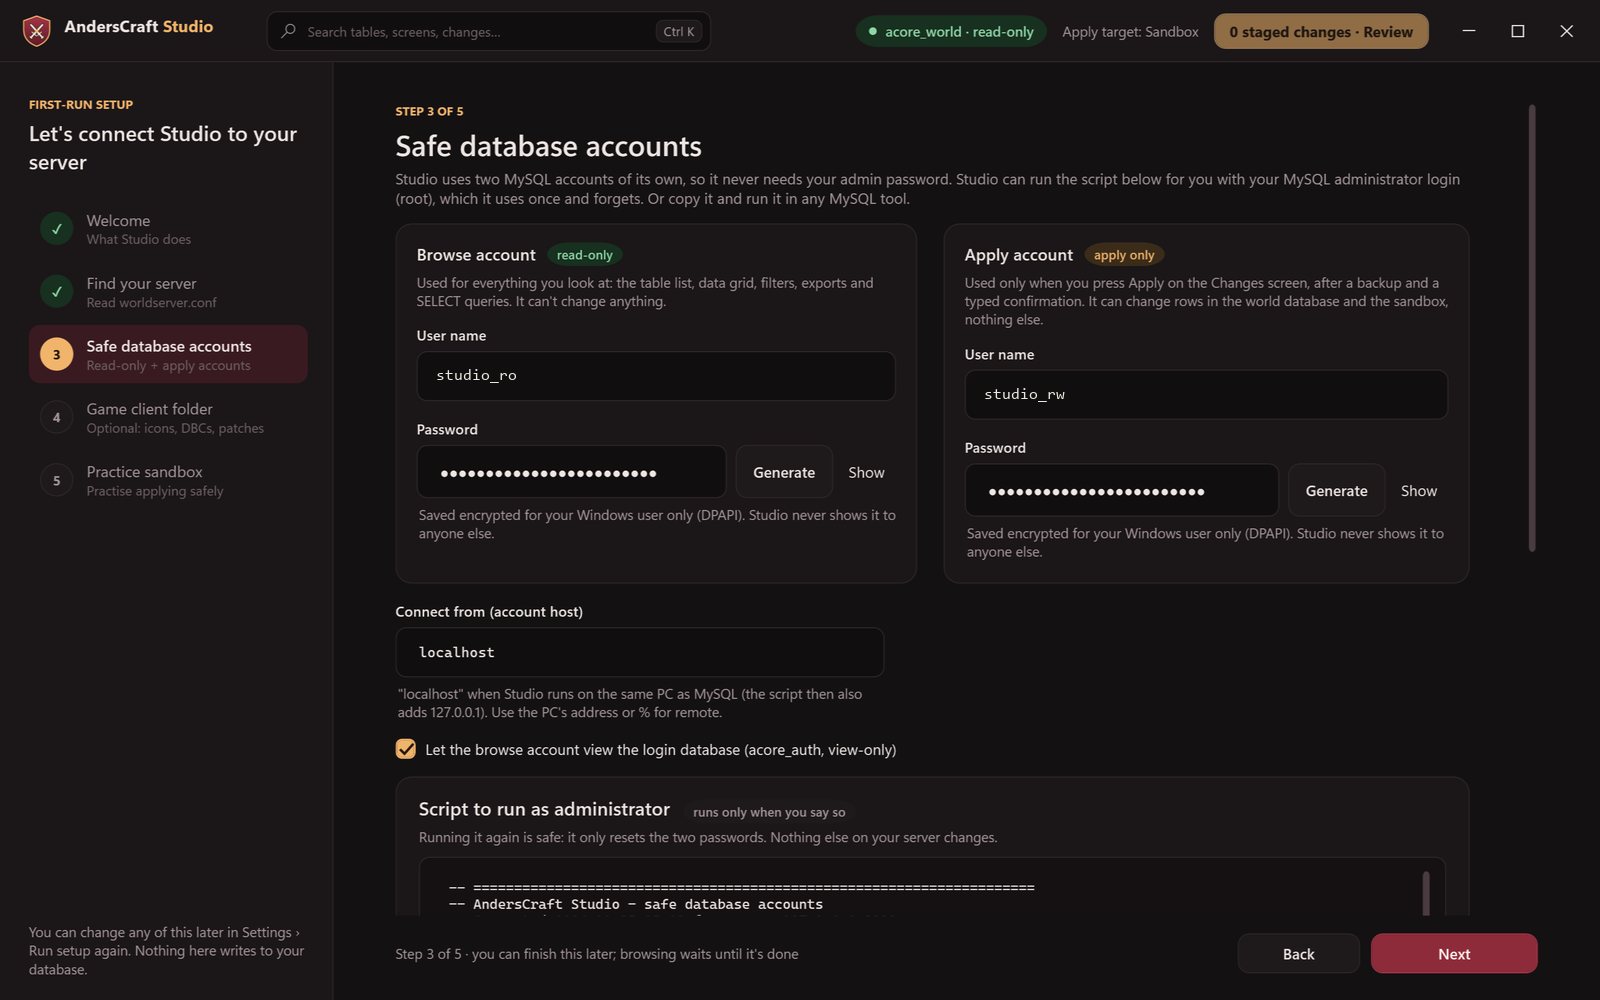 AndersCraft Studio
Search tables, screens, changes...
Ctrl K
acore_world · read-only
Apply target: Sandbox
0 staged changes · Review
FIRST-RUN SETUP
Let's connect Studio to your
server
✓
Welcome
What Studio does
✓
Find your server
Read worldserver.conf
3
Safe database accounts
Read-only + apply accounts
4
Game client folder
Optional: icons, DBCs, patches
5
Practice sandbox
Practise applying safely
You can change any of this later in Settings ›
Run setup again. Nothing here writes to your
database.
STEP 3 OF 5
Safe database accounts
Studio uses two MySQL accounts of its own, so it never needs your admin password. Studio can run the script below for you with your MySQL administrator login
(root), which it uses once and forgets. Or copy it and run it in any MySQL tool.
Browse account
read-only
Used for everything you look at: the table list, data grid, filters, exports and
SELECT queries. It can't change anything.
User name
studio_ro
Password
●●●●●●●●●●●●●●●●●●●●●●●●
Generate
Show
Saved encrypted for your Windows user only (DPAPI). Studio never shows it to
anyone else.
Apply account
apply only
Used only when you press Apply on the Changes screen, after a backup and a
typed confirmation. It can change rows in the world database and the sandbox,
nothing else.
User name
studio_rw
Password
●●●●●●●●●●●●●●●●●●●●●●●●
Generate
Show
Saved encrypted for your Windows user only (DPAPI). Studio never shows it to
anyone else.
Connect from (account host)
localhost
"localhost" when Studio runs on the same PC as MySQL (the script then also
adds 127.0.0.1). Use the PC's address or % for remote.
Let the browse account view the login database (acore_auth, view-only)
Script to run as administrator
runs only when you say so
Running it again is safe: it only resets the two passwords. Nothing else on your server changes.
-- =====================================================================
-- AndersCraft Studio - safe database accounts
Step 3 of 5 · you can finish this later; browsing waits until it's done
Back
Next